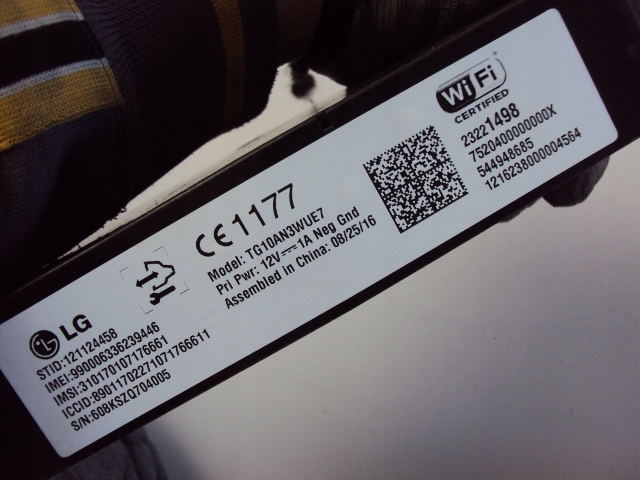 LG
STID:121124458
IMEI:990006336239446
IMSI:310170107176661
ICCID:89011702271071766611
S/N:608KSZQ704005
CE1177
Model: TG10AN3WUE7
Pri Pwr: 12V⎓1A Neg Gnd
Assembled in China: 08/25/16
Wi Fi
CERTIFIED
23221498
7520400000000X
544948685
1216238000004564